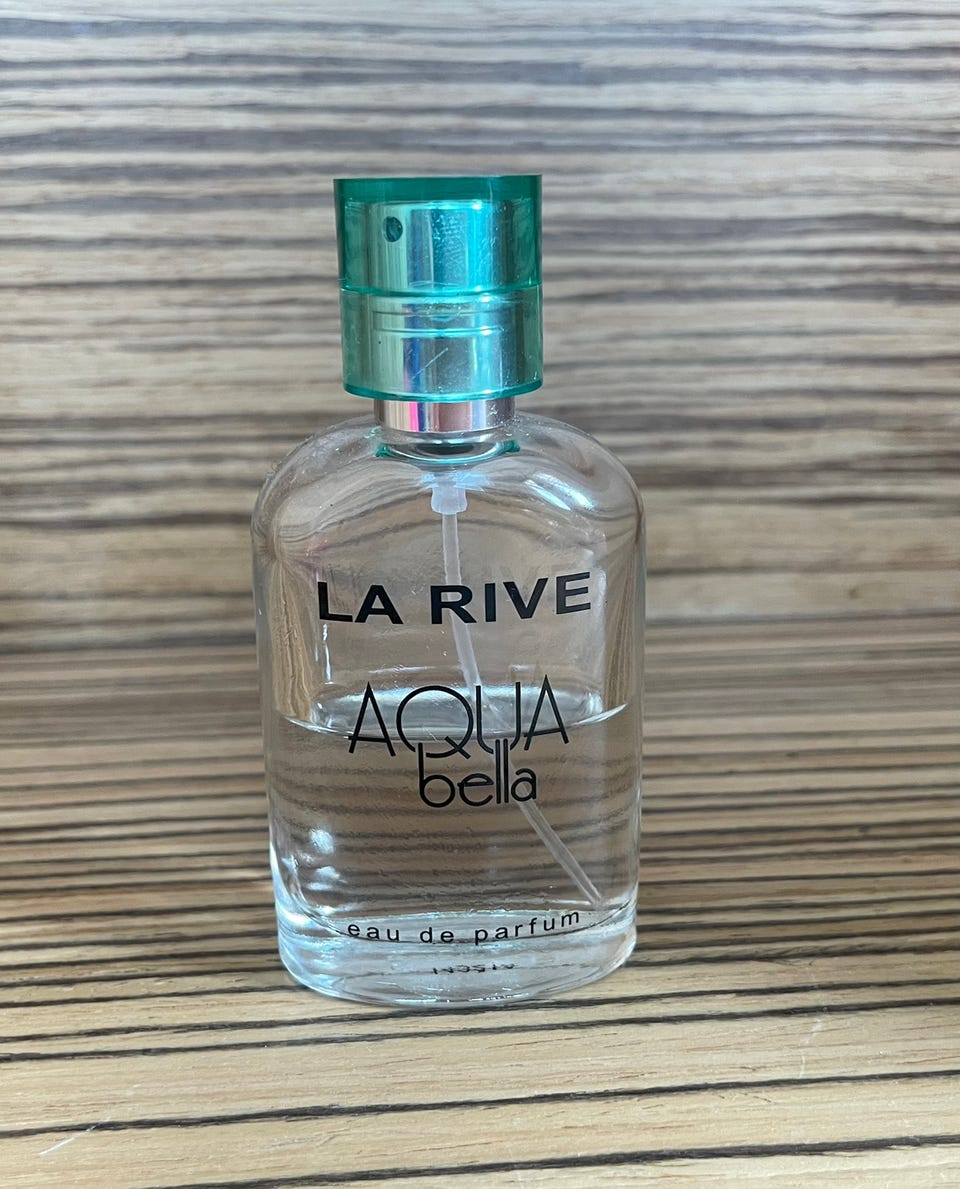 LA RIVE
AQUA
bella
eau de parfum